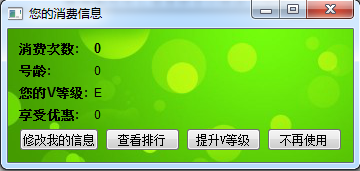 您的消费信息
消费次数: 0
号龄: 0
您的V等级: E
享受优惠: 0
修改我的信息 查看排行 提升V等级 不再使用